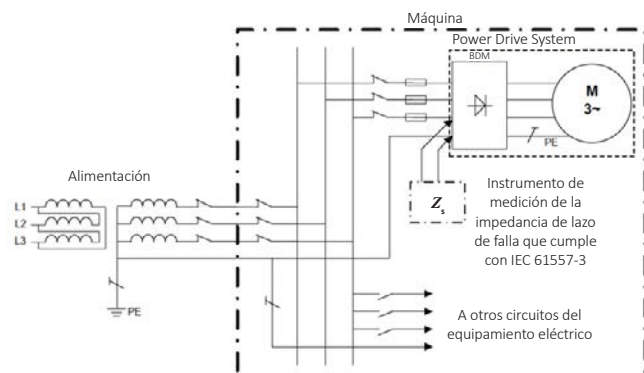 Máquina
Power Drive System
BDM
M
3~
PE
Alimentación
L1
L2
L3
Z s
Instrumento de
medición de la
impedancia de lazo
de falla que cumple
con IEC 61557-3
PE
A otros circuitos del
equipamiento eléctrico